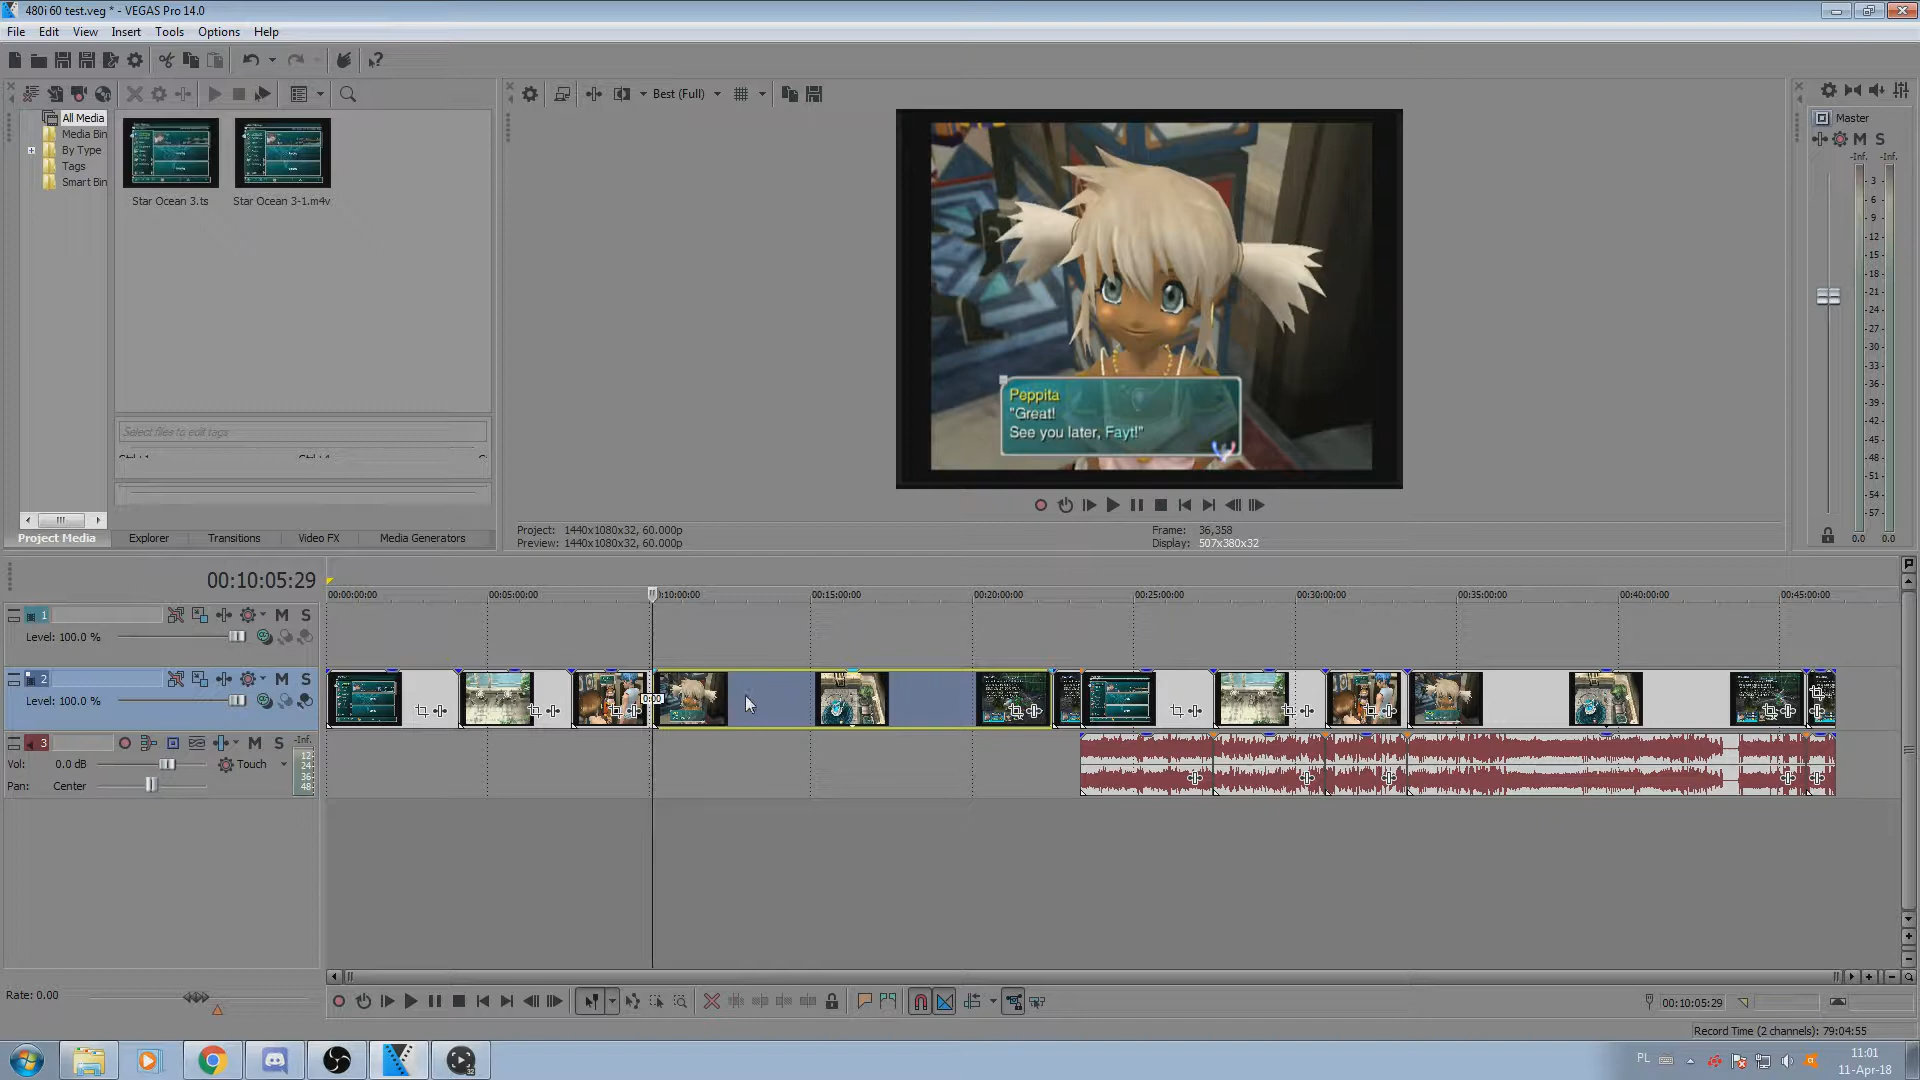 480i 60 test.veg * - VEGAS Pro 14.0
File Edit View Insert Tools Options Help
Best (Full)
All Media
Media Bin
By Type
Tags
Smart Bin
Star Ocean 3.ts
Star Ocean 3-1.m4v
Select files to edit tags
Project Media Explorer Transitions Video FX Media Generators
Peppita
"Great!
See you later, Fayt!"
Project: 1440x1080x32, 60.000p
Preview: 1440x1080x32, 60.000p
Frame: 36,358
Display: 507x380x32
Master
M S
-Inf. -Inf.
3
6
9
12
15
18
21
24
27
30
33
36
39
42
45
48
51
54
57
0.0 0.0
00:10:05:29
00:00:00:00 00:05:00:00 :10:00:00 00:15:00:00 00:20:00:00 00:25:00:00 00:30:00:00 00:35:00:00 00:40:00:00 00:45:00:00
1 M S
Level: 100.0 %
2 M S
Level: 100.0 %
0:00
3 M S -Inf.
Vol: 0.0 dB Touch
Pan: Center
12
24
36
48
Rate: 0.00
00:10:05:29
Record Time (2 channels): 79:04:55
32
PL
11:01
11-Apr-18